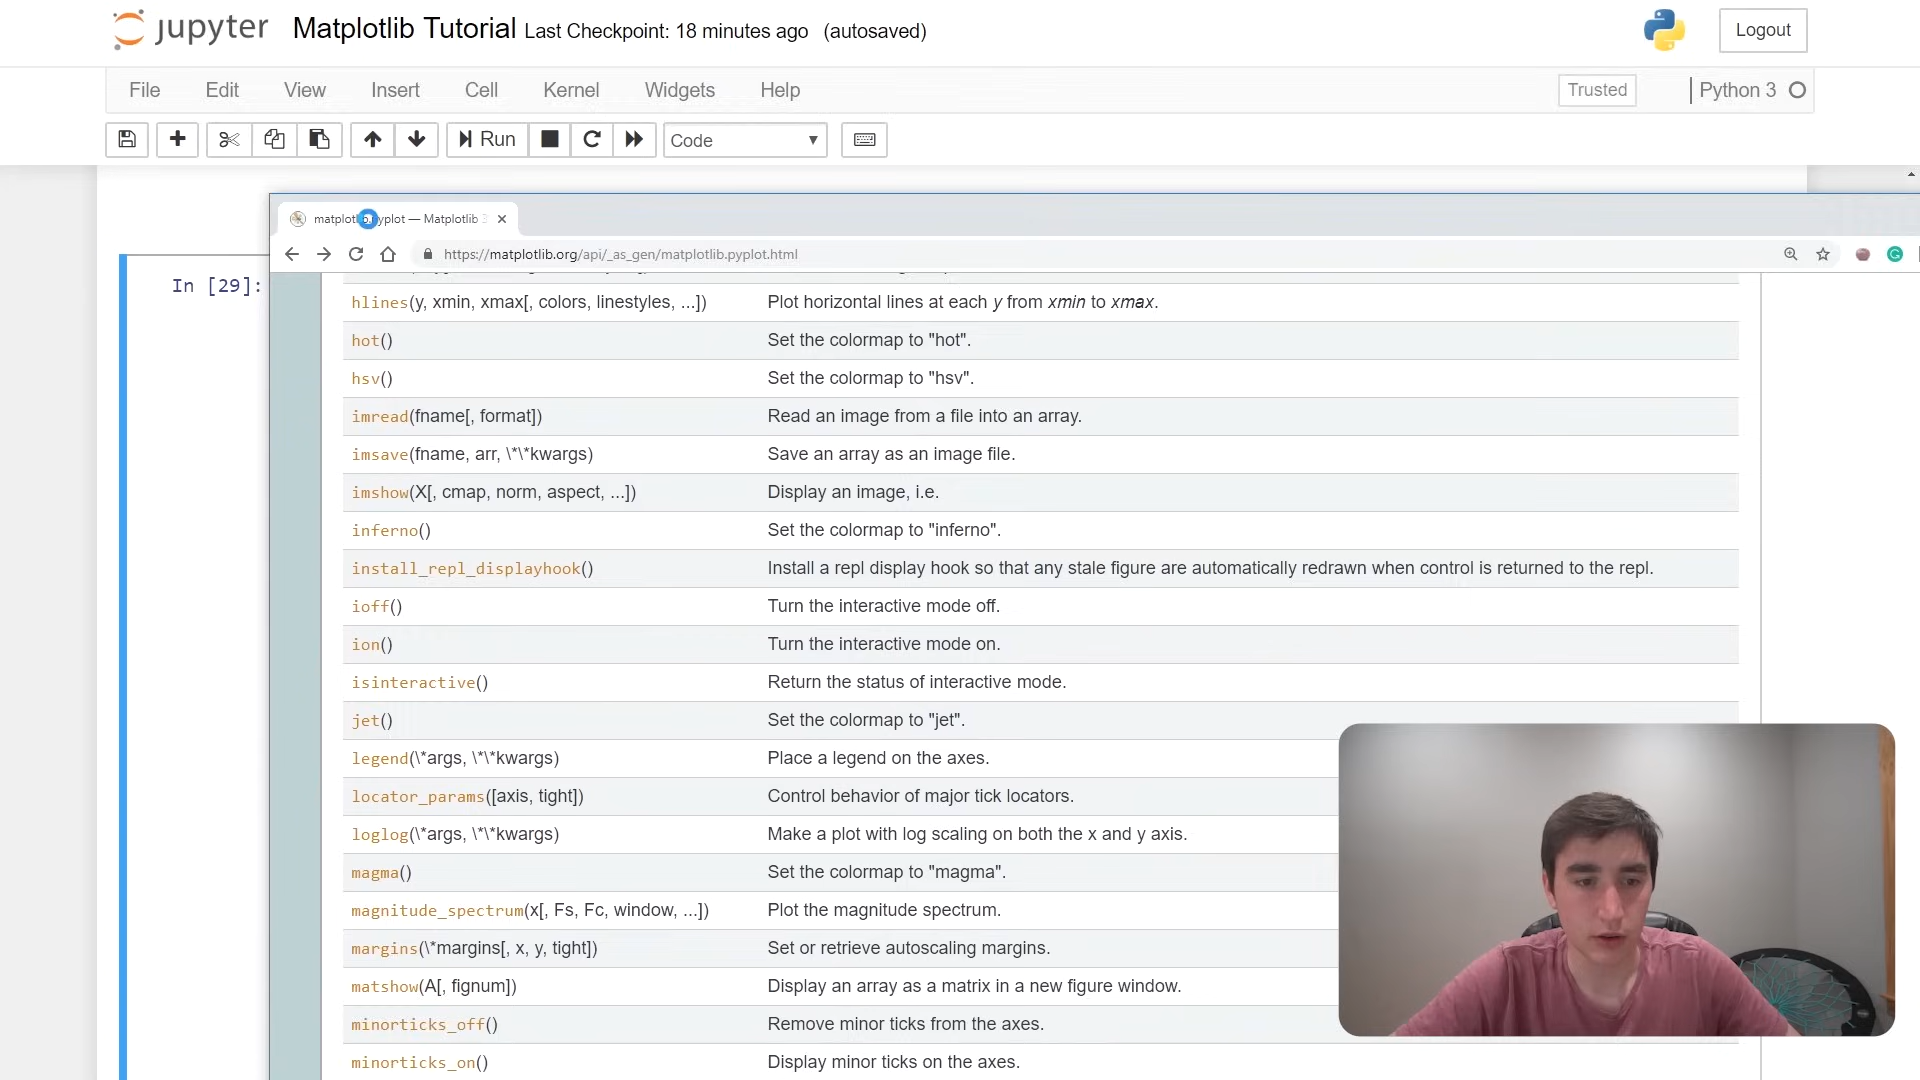 jupyter Matplotlib Tutorial Last Checkpoint: 18 minutes ago (autosaved) Logout
File Edit View Insert Cell Kernel Widgets Help Trusted Python 3
Run Code
matplotlib.pyplot — Matplotlib 3
https://matplotlib.org/api/_as_gen/matplotlib.pyplot.html
In [29]:
hlines(y, xmin, xmax[, colors, linestyles, ...]) Plot horizontal lines at each y from xmin to xmax.
hot() Set the colormap to "hot".
hsv() Set the colormap to "hsv".
imread(fname[, format]) Read an image from a file into an array.
imsave(fname, arr, \*\*kwargs) Save an array as an image file.
imshow(X[, cmap, norm, aspect, ...]) Display an image, i.e.
inferno() Set the colormap to "inferno".
install_repl_displayhook() Install a repl display hook so that any stale figure are automatically redrawn when control is returned to the repl.
ioff() Turn the interactive mode off.
ion() Turn the interactive mode on.
isinteractive() Return the status of interactive mode.
jet() Set the colormap to "jet".
legend(\*args, \*\*kwargs) Place a legend on the axes.
locator_params([axis, tight]) Control behavior of major tick locators.
loglog(\*args, \*\*kwargs) Make a plot with log scaling on both the x and y axis.
magma() Set the colormap to "magma".
magnitude_spectrum(x[, Fs, Fc, window, ...]) Plot the magnitude spectrum.
margins(\*margins[, x, y, tight]) Set or retrieve autoscaling margins.
matshow(A[, fignum]) Display an array as a matrix in a new figure window.
minorticks_off() Remove minor ticks from the axes.
minorticks_on() Display minor ticks on the axes.